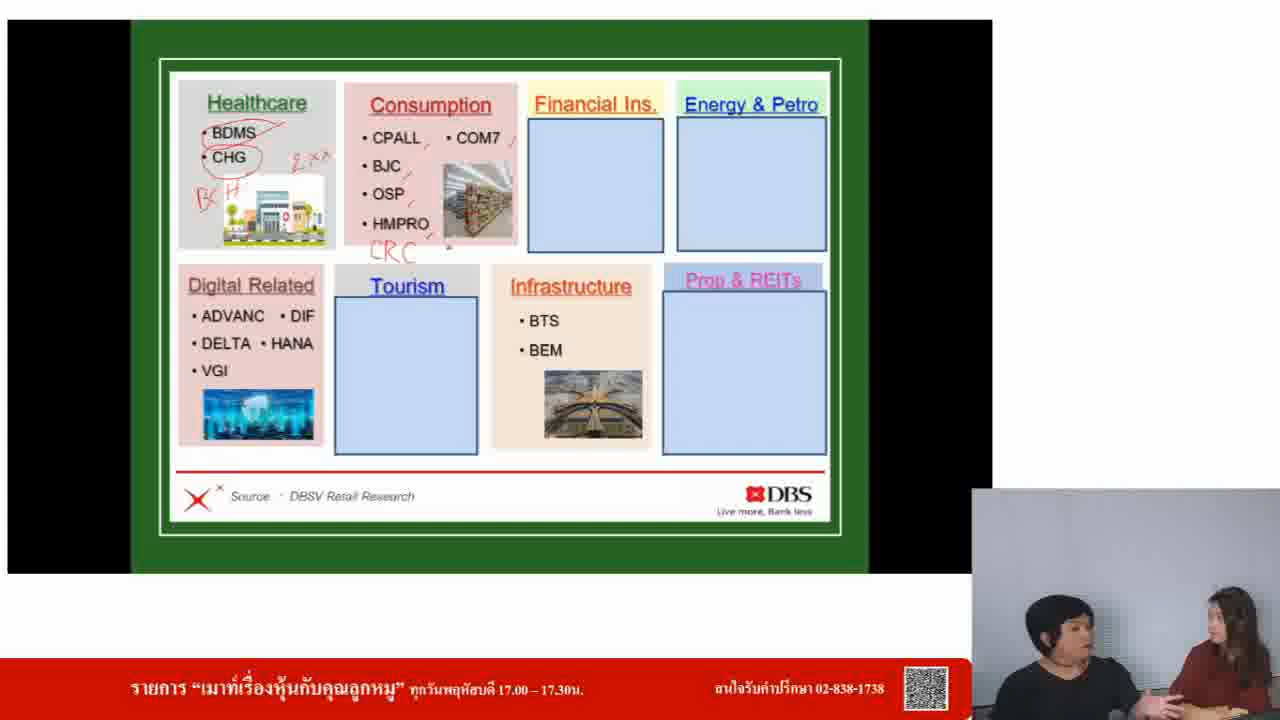 Healthcare
• BDMS
• CHG
BCH
Consumption
• CPALL • COM7
• BJC
• OSP
• HMPRO
CRC
Financial Ins.
Energy & Petro
Digital Related
• ADVANC • DIF
• DELTA • HANA
• VGI
Tourism
Infrastructure
• BTS
• BEM
Prop & REITs
Source : DBSV Retail Research
DBS
Live more, Bank less
รายการ “เมาท์เรื่องหุ้นกับคุณลูกหมู” ทุกวันพฤหัสบดี 17.00 – 17.30น.
สนใจรับคำปรึกษา 02-838-1738